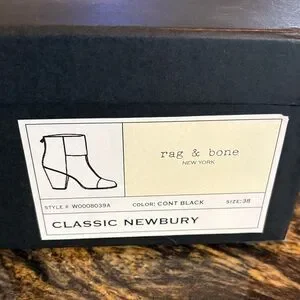 rag & bone
NEW YORK
STYLE # W0008039A COLOR: CONT BLACK SIZE: 38
CLASSIC NEWBURY